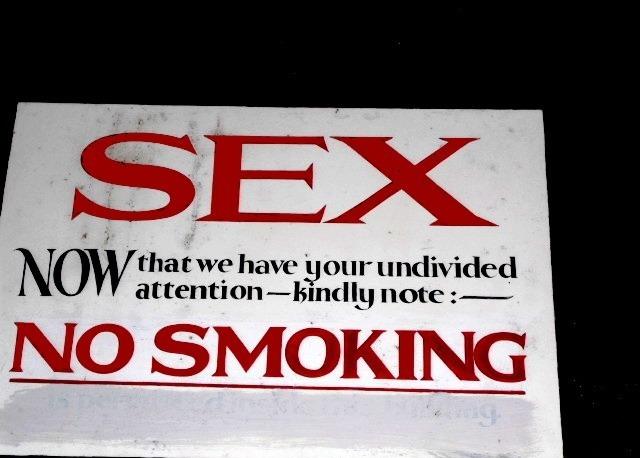 SEX
NOW that we have your undivided
attention — kindly note :—
NO SMOKING